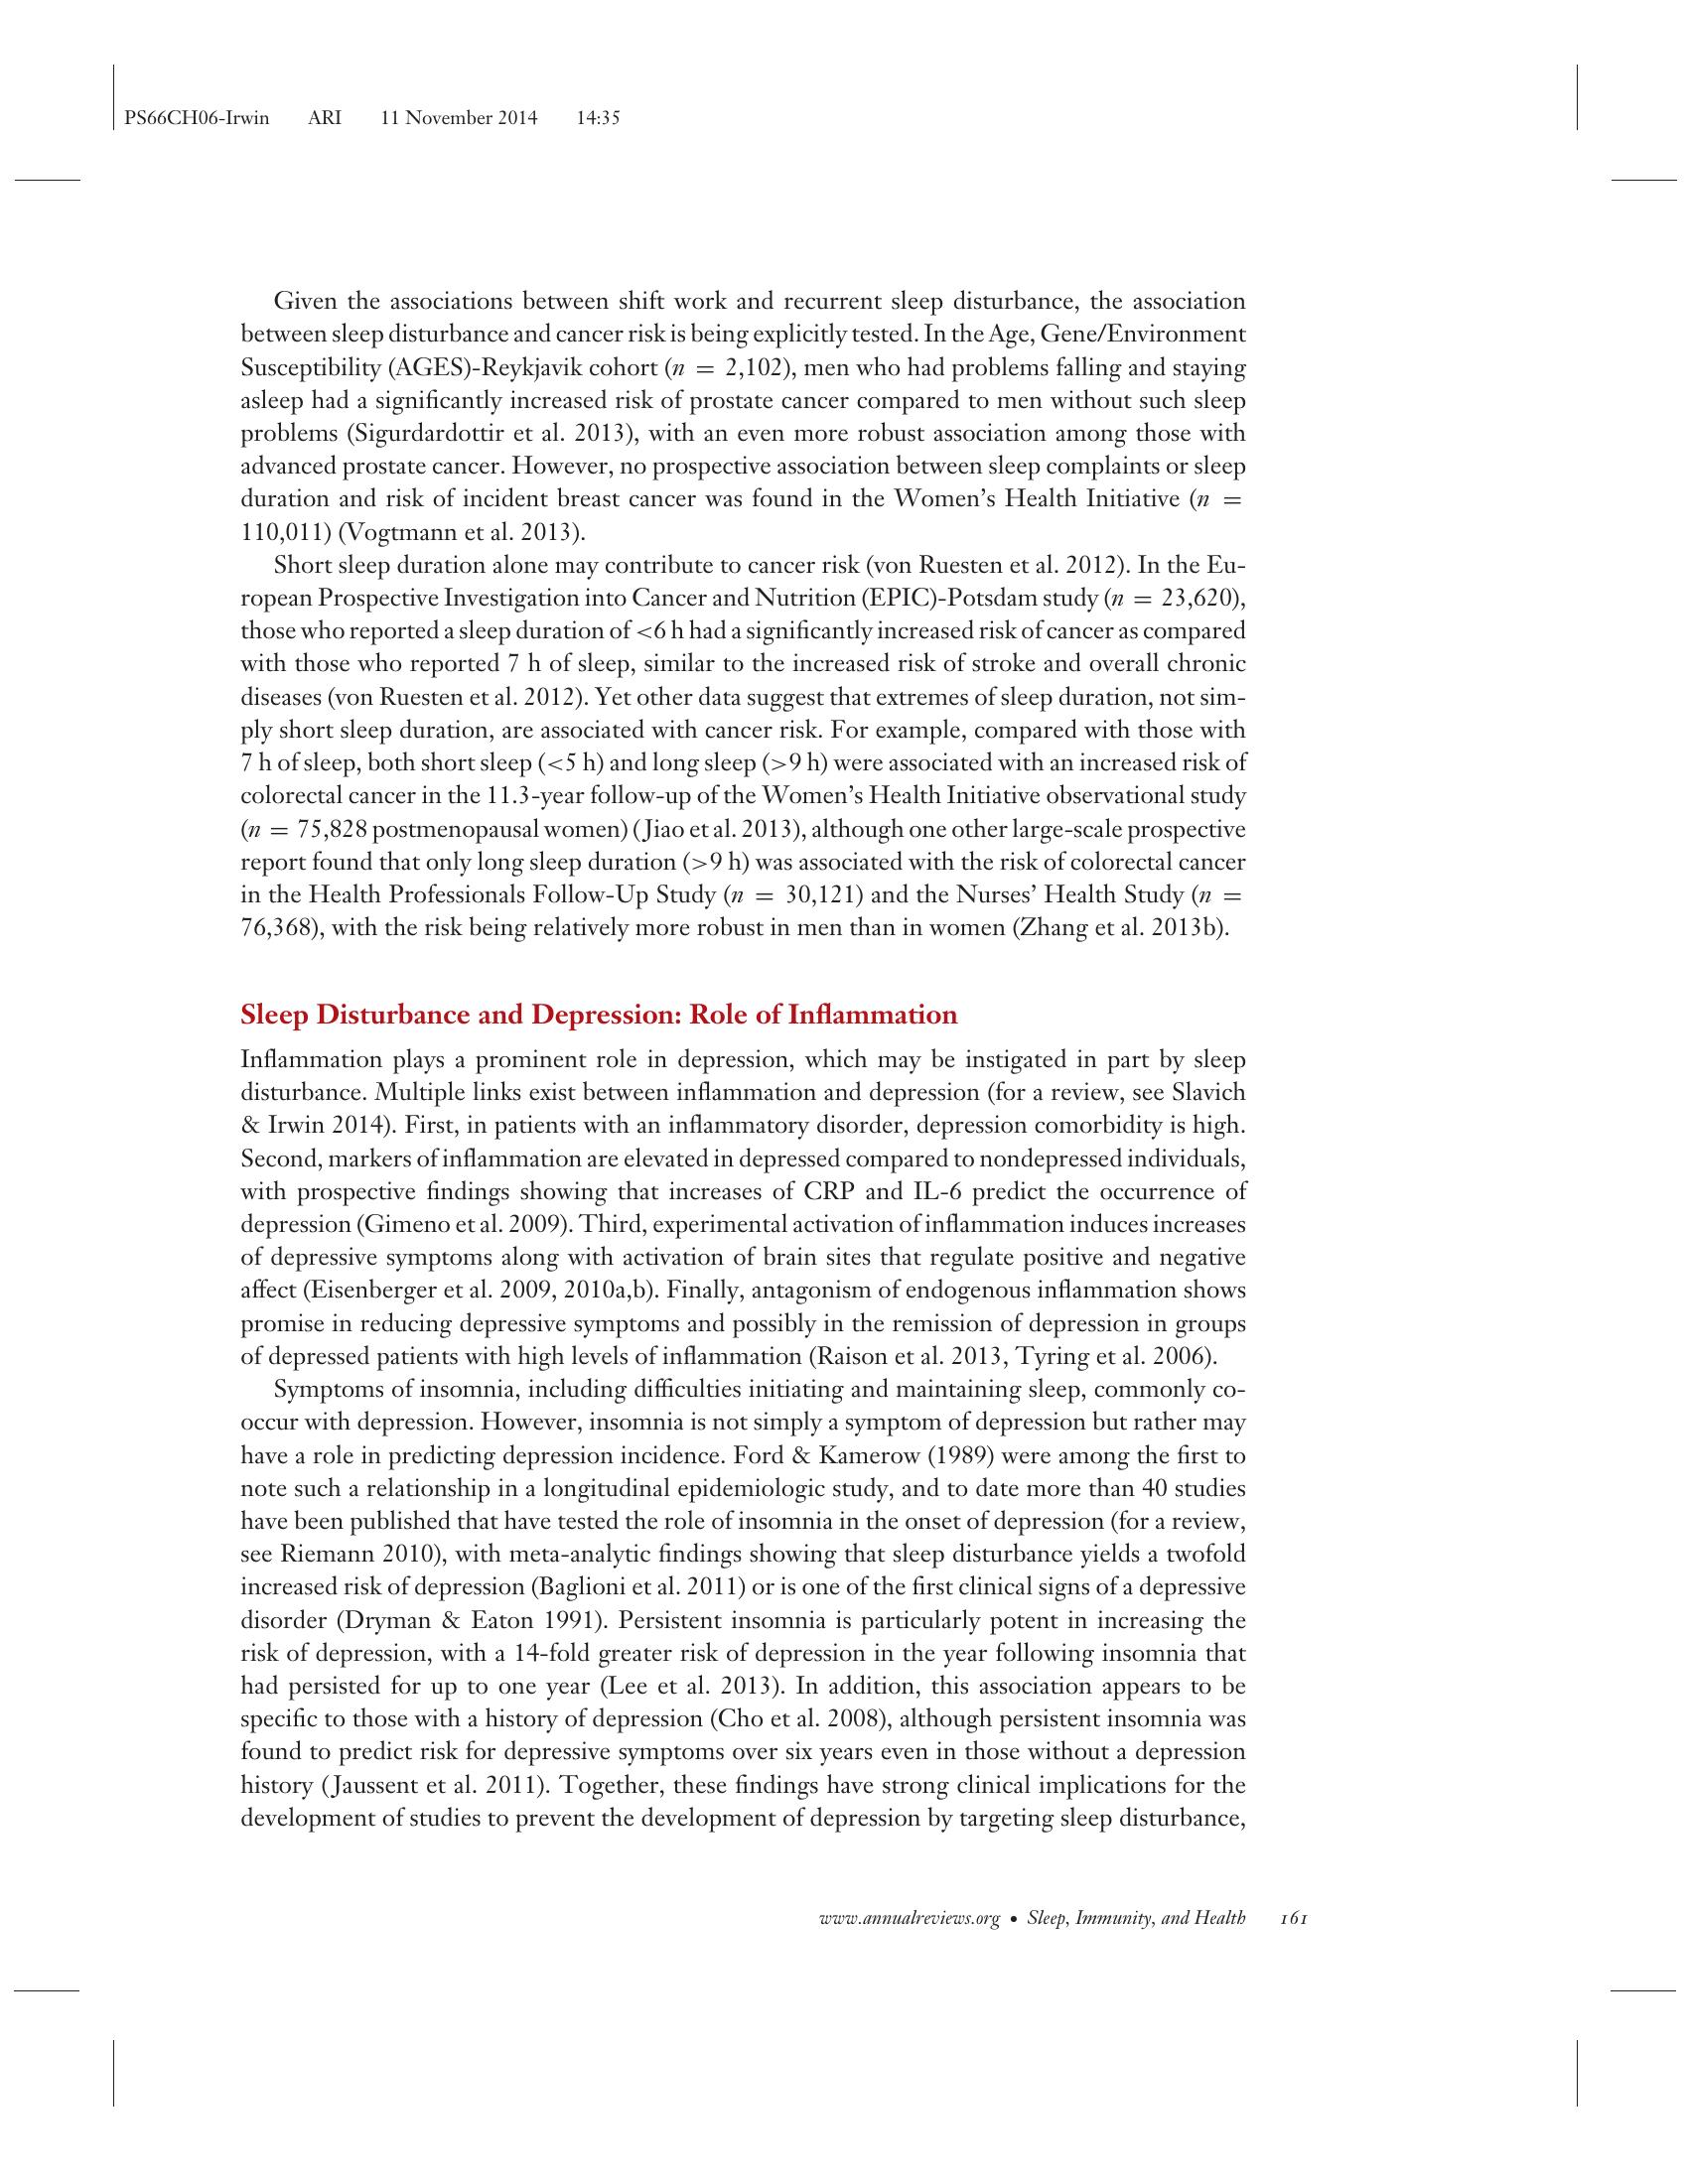 PS66CH06-Irwin ARI 11 November 2014 14:35
Given the associations between shift work and recurrent sleep disturbance, the association
between sleep disturbance and cancer risk is being explicitly tested. In the Age, Gene/Environment
Susceptibility (AGES)-Reykjavik cohort (n = 2,102), men who had problems falling and staying
asleep had a significantly increased risk of prostate cancer compared to men without such sleep
problems (Sigurdardottir et al. 2013), with an even more robust association among those with
advanced prostate cancer. However, no prospective association between sleep complaints or sleep
duration and risk of incident breast cancer was found in the Women's Health Initiative (n =
110,011) (Vogtmann et al. 2013).
Short sleep duration alone may contribute to cancer risk (von Ruesten et al. 2012). In the Eu-
ropean Prospective Investigation into Cancer and Nutrition (EPIC)-Potsdam study (n = 23,620),
those who reported a sleep duration of <6 h had a significantly increased risk of cancer as compared
with those who reported 7 h of sleep, similar to the increased risk of stroke and overall chronic
diseases (von Ruesten et al. 2012). Yet other data suggest that extremes of sleep duration, not sim-
ply short sleep duration, are associated with cancer risk. For example, compared with those with
7 h of sleep, both short sleep (<5 h) and long sleep (>9 h) were associated with an increased risk of
colorectal cancer in the 11.3-year follow-up of the Women's Health Initiative observational study
(n = 75,828 postmenopausal women) (Jiao et al. 2013), although one other large-scale prospective
report found that only long sleep duration (>9 h) was associated with the risk of colorectal cancer
in the Health Professionals Follow-Up Study (n = 30,121) and the Nurses' Health Study (n =
76,368), with the risk being relatively more robust in men than in women (Zhang et al. 2013b).
Sleep Disturbance and Depression: Role of Inflammation
Inflammation plays a prominent role in depression, which may be instigated in part by sleep
disturbance. Multiple links exist between inflammation and depression (for a review, see Slavich
& Irwin 2014). First, in patients with an inflammatory disorder, depression comorbidity is high.
Second, markers of inflammation are elevated in depressed compared to nondepressed individuals,
with prospective findings showing that increases of CRP and IL-6 predict the occurrence of
depression (Gimeno et al. 2009). Third, experimental activation of inflammation induces increases
of depressive symptoms along with activation of brain sites that regulate positive and negative
affect (Eisenberger et al. 2009, 2010a,b). Finally, antagonism of endogenous inflammation shows
promise in reducing depressive symptoms and possibly in the remission of depression in groups
of depressed patients with high levels of inflammation (Raison et al. 2013, Tyring et al. 2006).
Symptoms of insomnia, including difficulties initiating and maintaining sleep, commonly co-
occur with depression. However, insomnia is not simply a symptom of depression but rather may
have a role in predicting depression incidence. Ford & Kamerow (1989) were among the first to
note such a relationship in a longitudinal epidemiologic study, and to date more than 40 studies
have been published that have tested the role of insomnia in the onset of depression (for a review,
see Riemann 2010), with meta-analytic findings showing that sleep disturbance yields a twofold
increased risk of depression (Baglioni et al. 2011) or is one of the first clinical signs of a depressive
disorder (Dryman & Eaton 1991). Persistent insomnia is particularly potent in increasing the
risk of depression, with a 14-fold greater risk of depression in the year following insomnia that
had persisted for up to one year (Lee et al. 2013). In addition, this association appears to be
specific to those with a history of depression (Cho et al. 2008), although persistent insomnia was
found to predict risk for depressive symptoms over six years even in those without a depression
history (Jaussent et al. 2011). Together, these findings have strong clinical implications for the
development of studies to prevent the development of depression by targeting sleep disturbance,
www.annualreviews.org • Sleep, Immunity, and Health 161